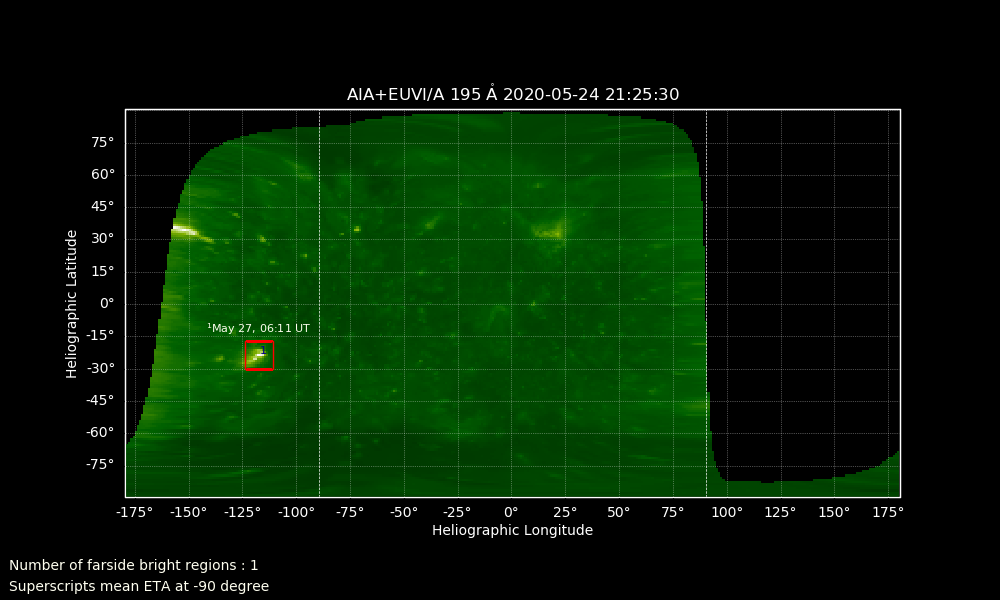 AIA+EUVI/A 195 Å 2020-05-24 21:25:30
Heliographic Latitude
75°
60°
45°
30°
15°
0°
-15°
-30°
-45°
-60°
-75°
¹May 27, 06:11 UT
-175° -150° -125° -100° -75° -50° -25° 0° 25° 50° 75° 100° 125° 150° 175°
Heliographic Longitude
Number of farside bright regions : 1
Superscripts mean ETA at -90 degree